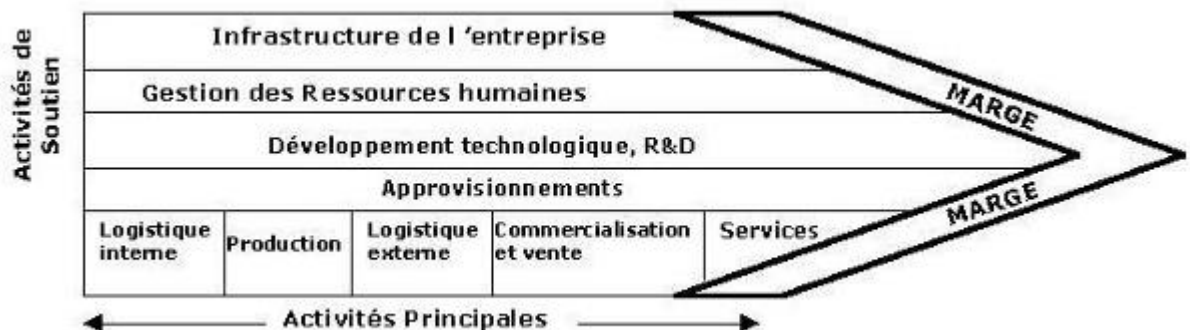 Activités de
Soutien
Infrastructure de l 'entreprise
Gestion des Ressources humaines
Développement technologique, R&D
Approvisionnements
Logistique
interne
Production
Logistique
externe
Commercialisation
et vente
Services
MARGE
MARGE
Activités Principales